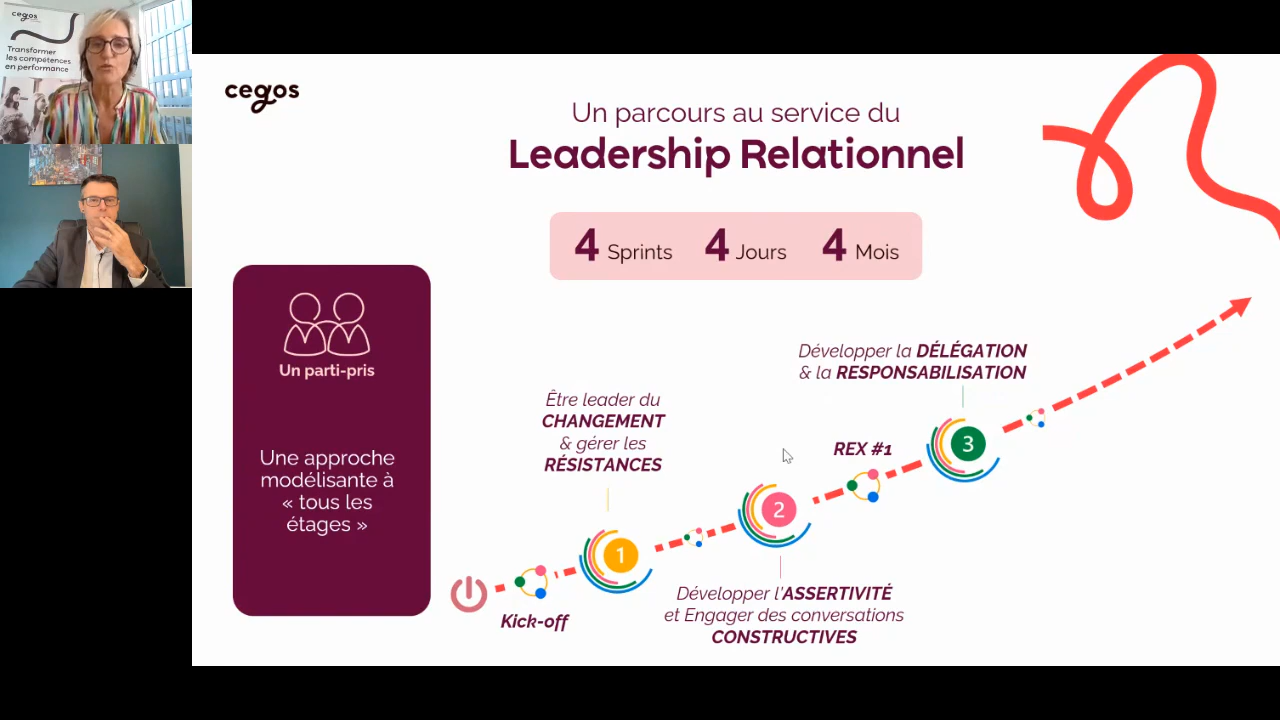 cegos
Transformer
les compétences
en performance
cegos
Un parcours au service du
Leadership Relationnel
4 Sprints 4 Jours 4 Mois
Un parti-pris
Une approche
modélisante à
« tous les
étages »
Kick-off
1
Être leader du
CHANGEMENT
& gérer les
RÉSISTANCES
2
Développer l'ASSERTIVITÉ
et Engager des conversations
CONSTRUCTIVES
REX #1
3
Développer la DÉLÉGATION
& la RESPONSABILISATION